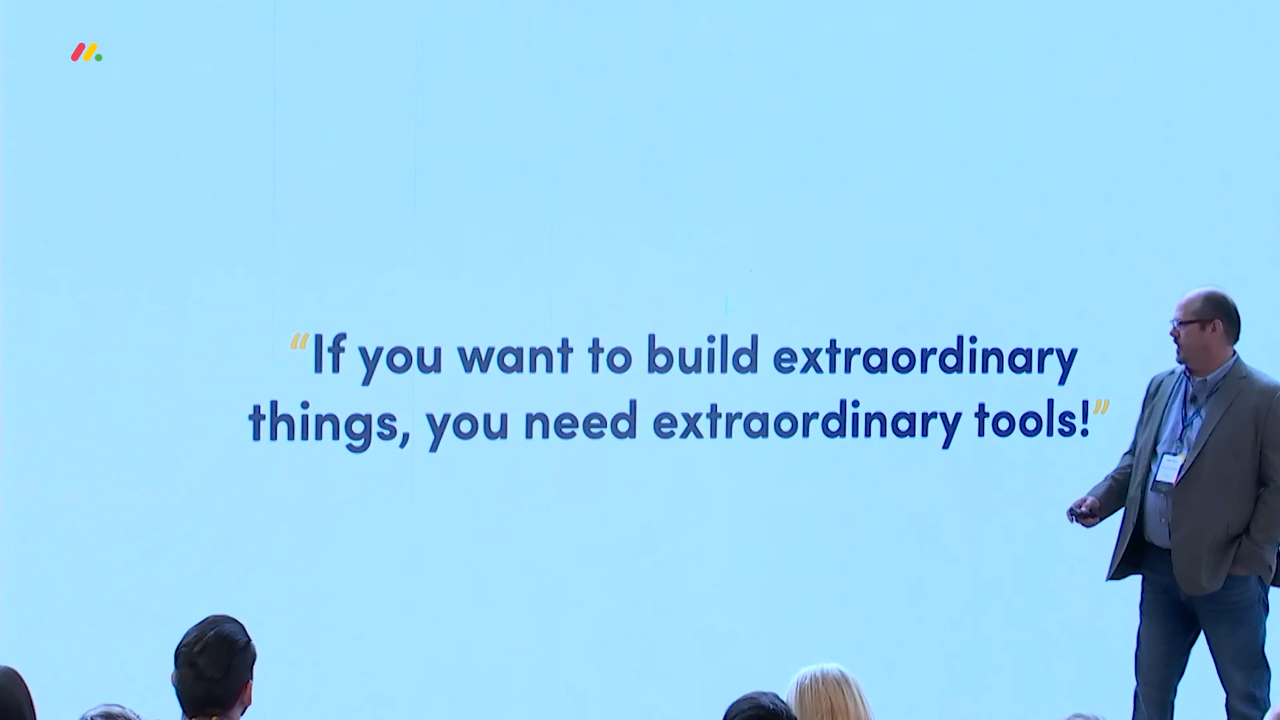 “If you want to build extraordinary
things, you need extraordinary tools!”